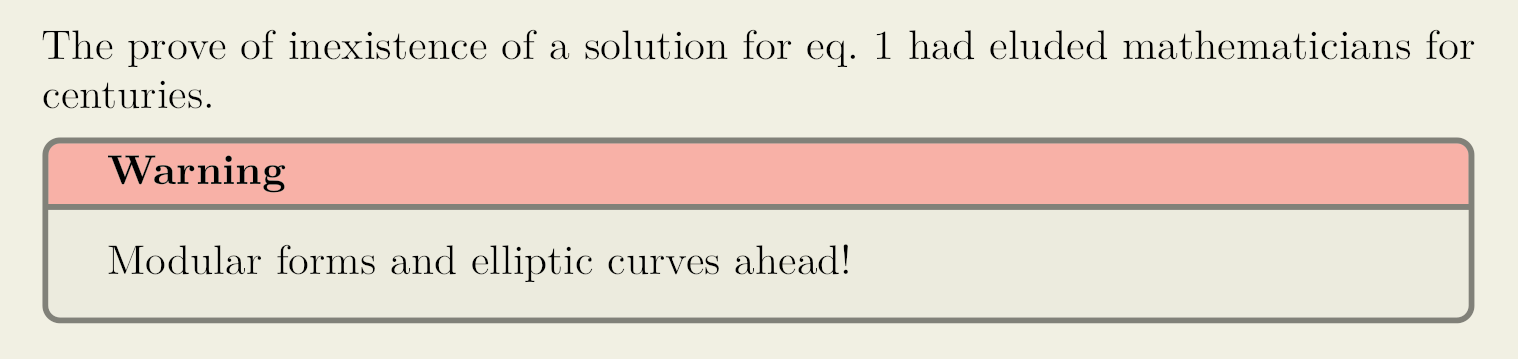 The prove of inexistence of a solution for eq. 1 had eluded mathematicians for
centuries.
Warning
Modular forms and elliptic curves ahead!